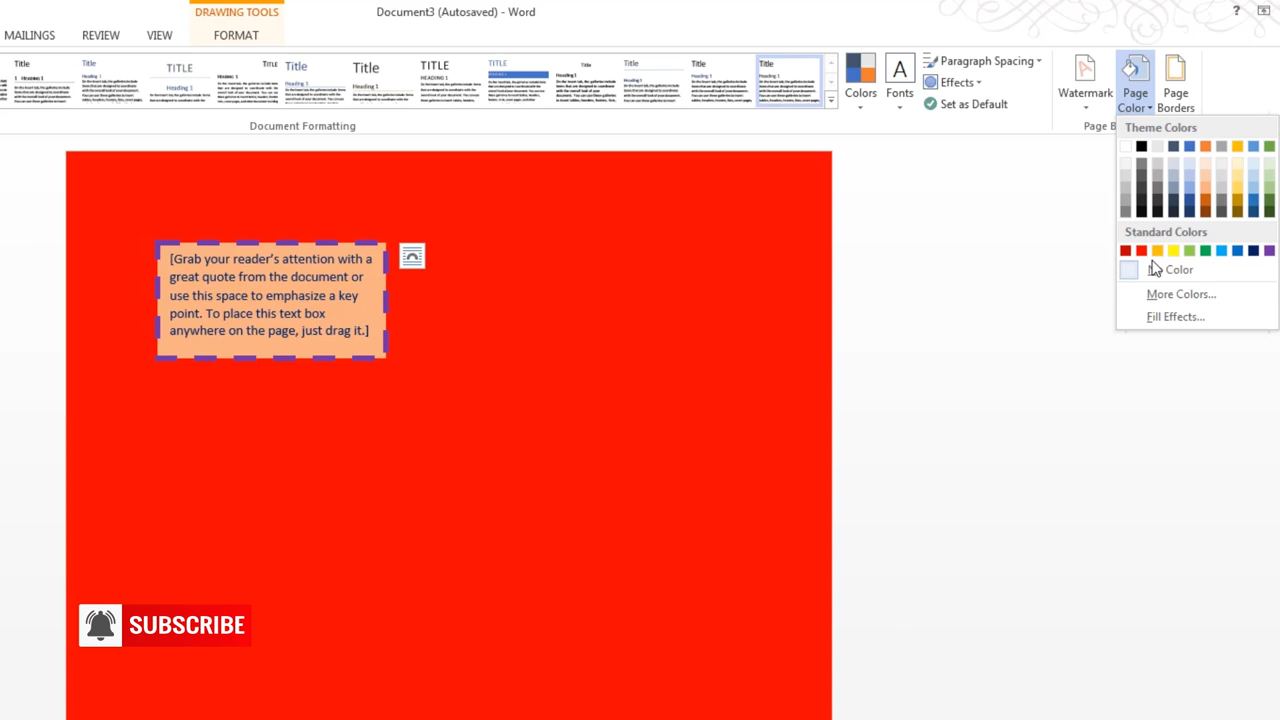 DRAWING TOOLS
Document3 (Autosaved) - Word
?
MAILINGS
REVIEW
VIEW
FORMAT
Title
Title
TITLE
Title
Title
TITLE
TITLE
Title
Title
Title
Title
Colors
Fonts
Paragraph Spacing
Effects
Set as Default
Watermark
Page
Color
Page
Borders
Document Formatting
Page B
Theme Colors
Standard Colors
Color
More Colors...
Fill Effects...
[Grab your reader's attention with a
great quote from the document or
use this space to emphasize a key
point. To place this text box
anywhere on the page, just drag it.]
SUBSCRIBE